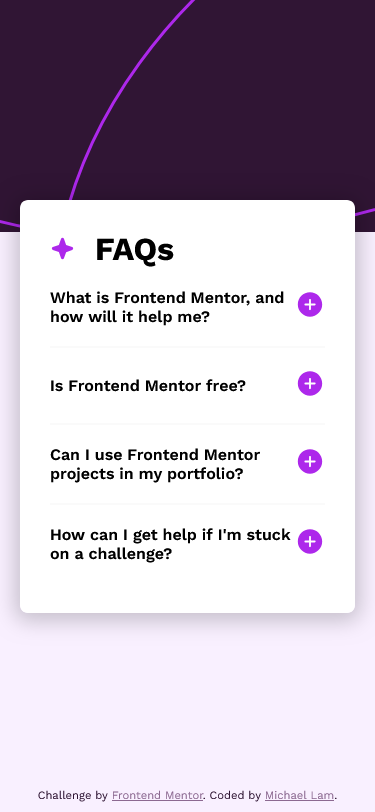 FAQs
What is Frontend Mentor, and
how will it help me?
Is Frontend Mentor free?
Can I use Frontend Mentor
projects in my portfolio?
How can I get help if I'm stuck
on a challenge?
Challenge by Frontend Mentor. Coded by Michael Lam.